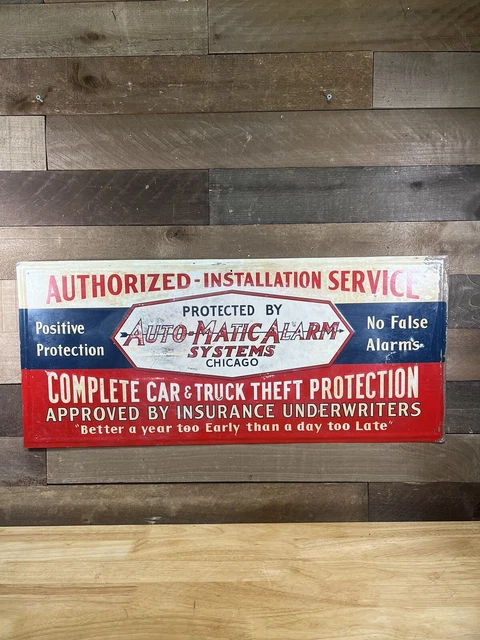 AUTHORIZED-INSTALLATION SERVICE
PROTECTED BY
AUTO-MATIC ALARM
SYSTEMS
CHICAGO
Positive
Protection
No False
Alarms
COMPLETE CAR & TRUCK THEFT PROTECTION
APPROVED BY INSURANCE UNDERWRITERS
"Better a year too Early than a day too Late"